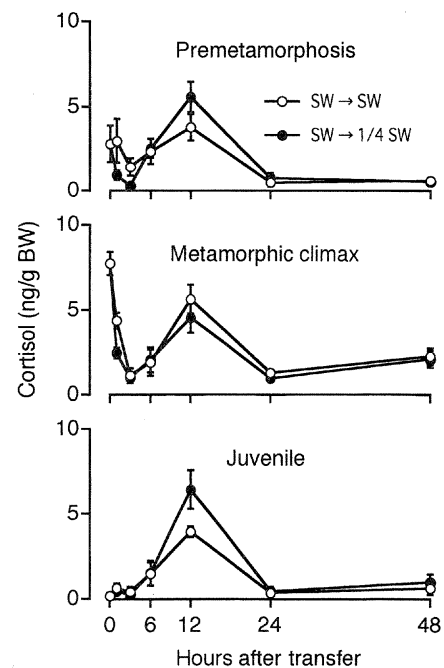 10
Premetamorphosis
5
SW → SW
SW → 1/4 SW
0
10
Metamorphic climax
5
0
10
Juvenile
5
0
Cortisol (ng/g BW)
0 6 12 24 48
Hours after transfer